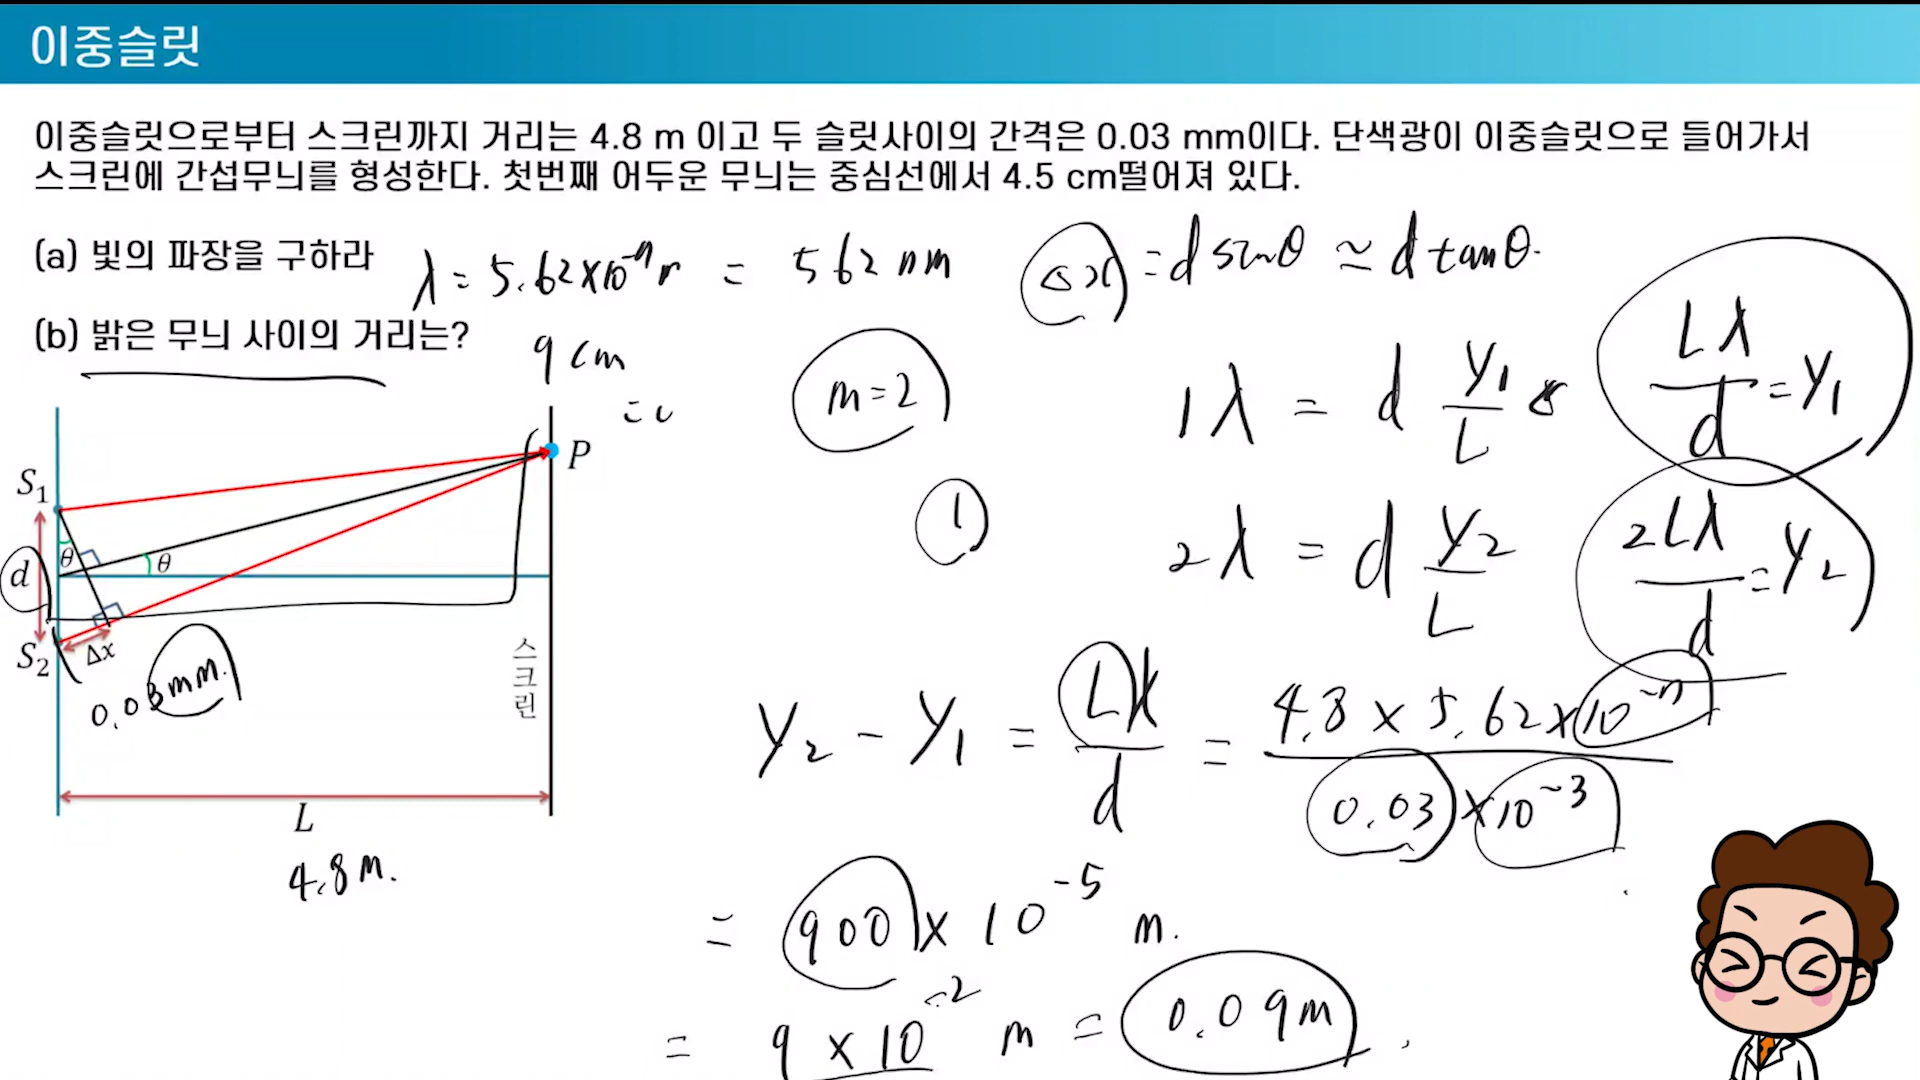 이중슬릿
이중슬릿으로부터 스크린까지 거리는 4.8 m 이고 두 슬릿사이의 간격은 0.03 mm이다. 단색광이 이중슬릿으로 들어가서
스크린에 간섭무늬를 형성한다. 첫번째 어두운 무늬는 중심선에서 4.5 cm떨어져 있다.
(a) 빛의 파장을 구하라
λ = 5.62×10⁻ⁿ m = 562 nm
Δx = d sinθ ≃ d tanθ.
(b) 밝은 무늬 사이의 거리는?
9 cm
m=2
1λ = d y₁/L
Lλ/d = y₁
P
S₁
θ
θ
d
S₂
Δx
0.03mm.
스크린
L
4.8 m.
1
2λ = d y₂/L
2Lλ/d = y₂
y₂ - y₁ = Lλ/d = 4.8 × 5.62×10⁻ⁿ / 0.03 ×10⁻³
= 900 × 10⁻⁵ m.
= 9 × 10⁻² m = 0.09m